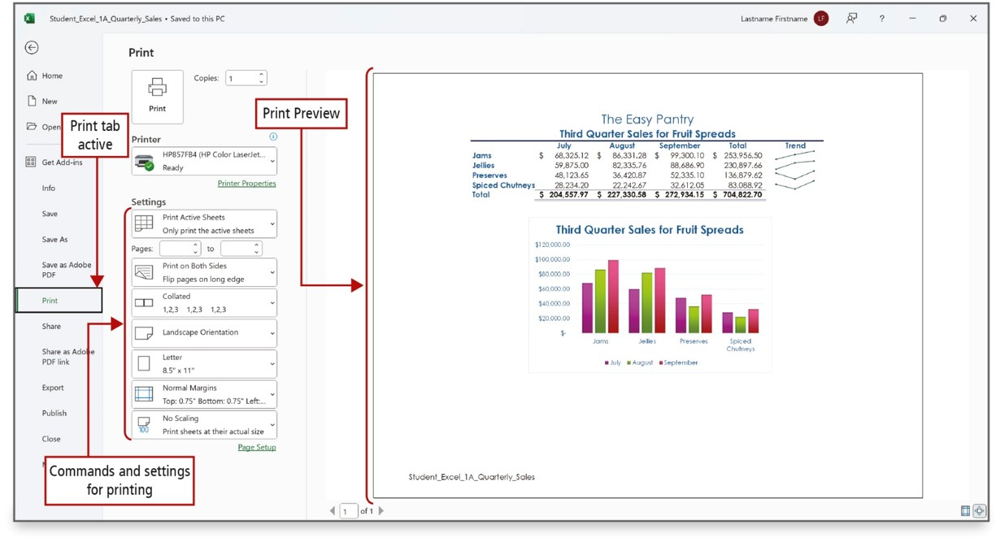 Student_Excel_1A_Quarterly_Sales • Saved to this PC
Lastname Firstname LF ?
Home
New
Open
Get Add-ins
Info
Save
Save As
Save as Adobe
PDF
Print
Share
Share as Adobe
PDF link
Export
Publish
Close
Print tab
active
Commands and settings
for printing
Print
Print
Copies: 1
Printer
HP857FB4 (HP Color LaserJet...
Ready
Printer Properties
Settings
Print Active Sheets
Only print the active sheets
Pages: to
Print on Both Sides
Flip pages on long edge
Collated
1,2,3 1,2,3 1,2,3
Landscape Orientation
Letter
8.5" x 11"
Normal Margins
Top: 0.75" Bottom: 0.75" Left:...
100
No Scaling
Print sheets at their actual size
Page Setup
Print Preview
The Easy Pantry
Third Quarter Sales for Fruit Spreads
July August September Total Trend
Jams $ 68,325.12 $ 86,331.28 $ 99,300.10 $ 253,956.50
Jellies 59,875.00 82,335.76 88,686.90 230,897.66
Preserves 48,123.65 36,420.87 52,335.10 136,879.62
Spiced Chutneys 28,234.20 22,242.67 32,612.05 83,088.92
Total $ 204,557.97 $ 227,330.58 $ 272,934.15 $ 704,822.70
Third Quarter Sales for Fruit Spreads
$120,000.00
$100,000.00
$80,000.00
$60,000.00
$40,000.00
$20,000.00
$-
Jams Jellies Preserves Spiced
Chutneys
July August September
Student_Excel_1A_Quarterly_Sales
1 of 1